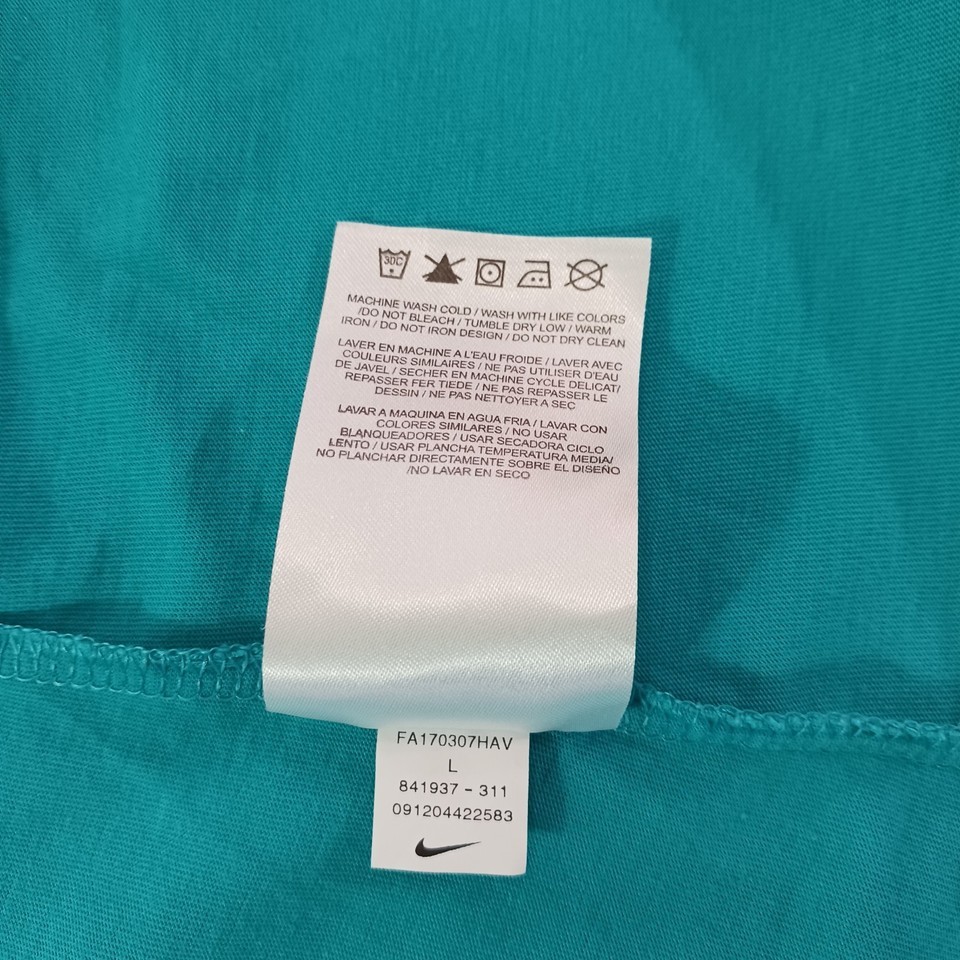 30C
MACHINE WASH COLD / WASH WITH LIKE COLORS
/DO NOT BLEACH / TUMBLE DRY LOW / WARM
IRON / DO NOT IRON DESIGN / DO NOT DRY CLEAN
LAVER EN MACHINE A L'EAU FROIDE / LAVER AVEC
COULEURS SIMILAIRES / NE PAS UTILISER D'EAU
DE JAVEL / SECHER EN MACHINE CYCLE DELICAT/
REPASSER FER TIEDE / NE PAS REPASSER LE
DESSIN / NE PAS NETTOYER A SEC
LAVAR A MAQUINA EN AGUA FRIA / LAVAR CON
COLORES SIMILARES / NO USAR
BLANQUEADORES / USAR SECADORA CICLO
LENTO / USAR PLANCHA TEMPERATURA MEDIA/
NO PLANCHAR DIRECTAMENTE SOBRE EL DISEÑO
/NO LAVAR EN SECO
FA170307HAV
L
841937 - 311
091204422583